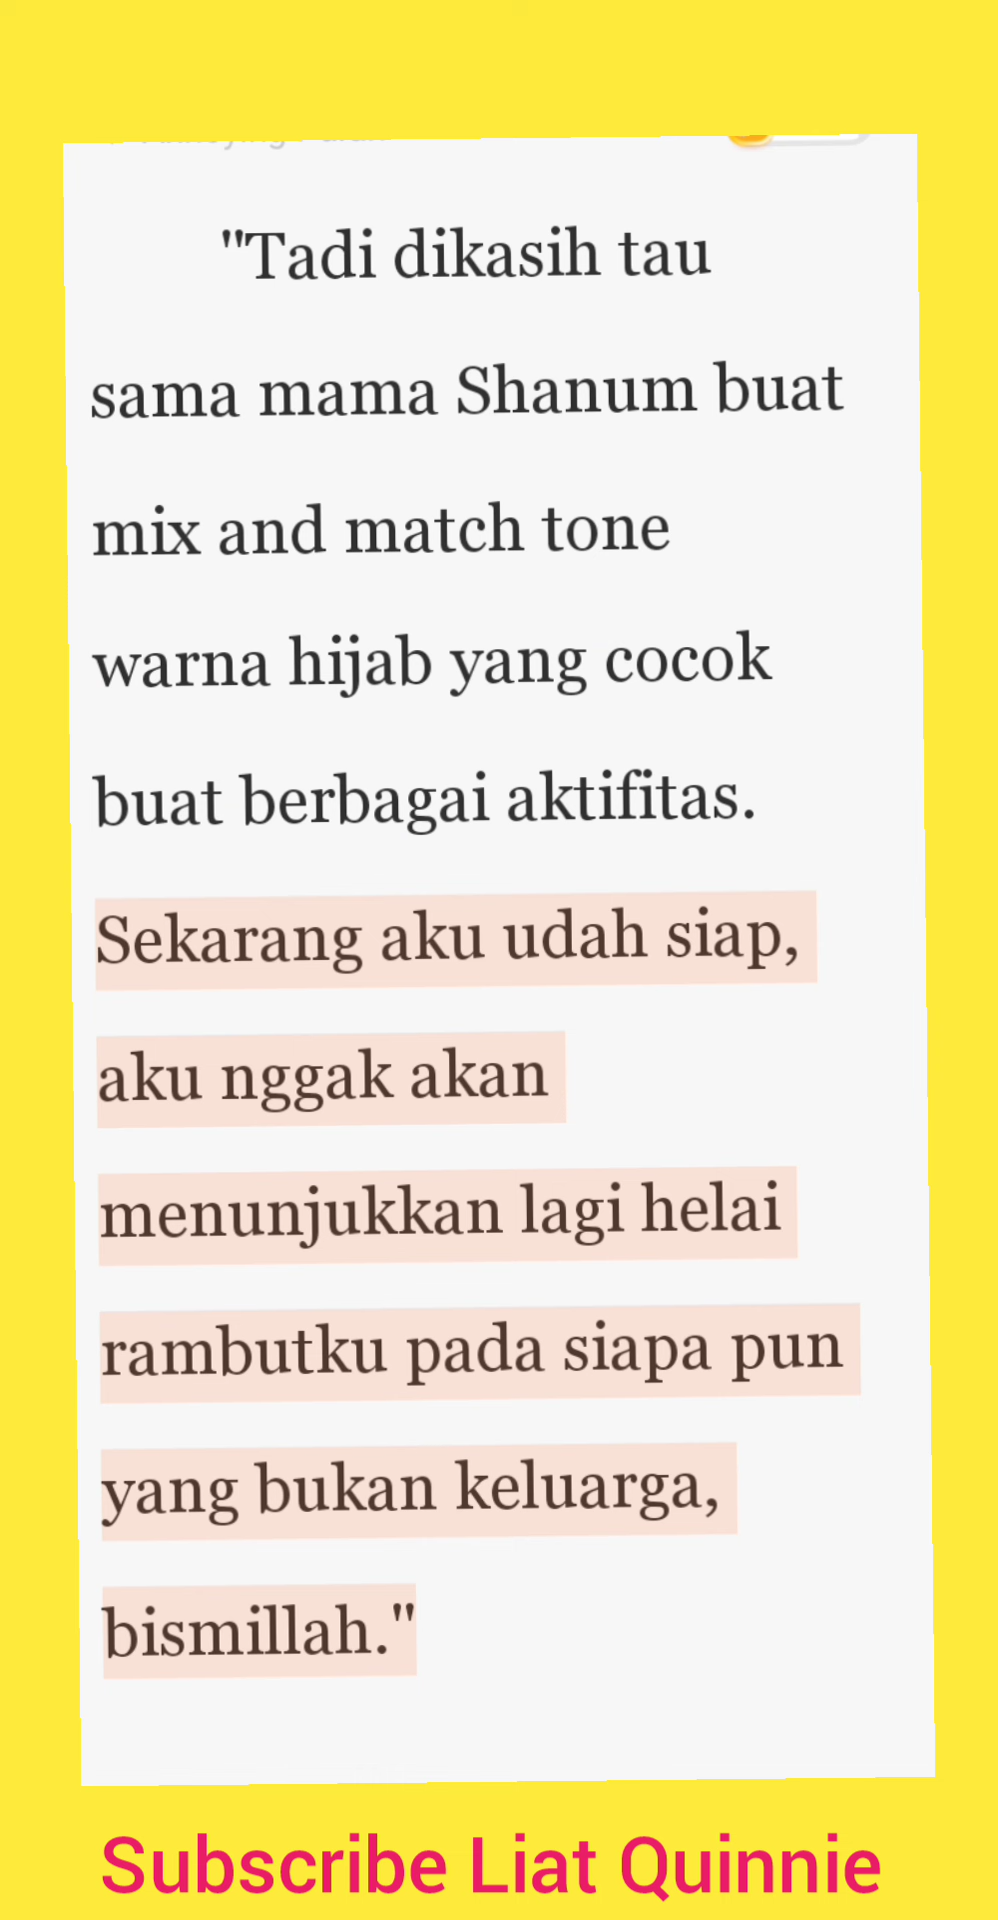 "Tadi dikasih tau
sama mama Shanum buat
mix and match tone
warna hijab yang cocok
buat berbagai aktifitas.
Sekarang aku udah siap,
aku nggak akan
menunjukkan lagi helai
rambutku pada siapa pun
yang bukan keluarga,
bismillah."
Subscribe Liat Quinnie